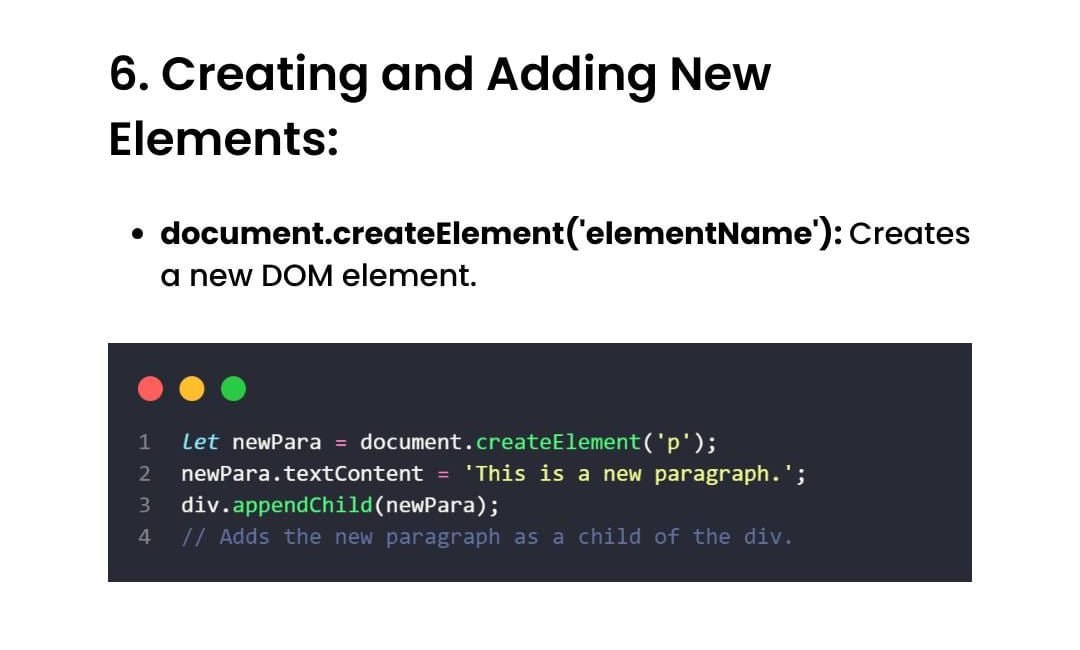 6. Creating and Adding New
Elements:
• document.createElement('elementName'): Creates
a new DOM element.
1 let newPara = document.createElement('p');
2 newPara.textContent = 'This is a new paragraph.';
3 div.appendChild(newPara);
4 // Adds the new paragraph as a child of the div.